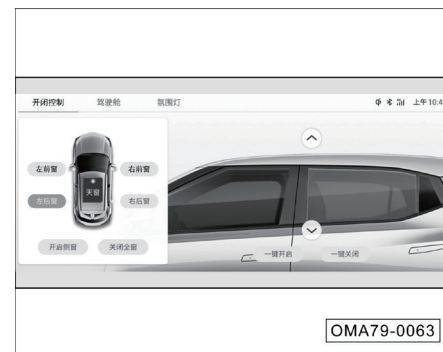 开闭控制 驾驶舱 氛围灯 上午10:4
左前窗 右前窗
天窗
左后窗 右后窗
开启侧窗 关闭全窗
一键开启 一键关闭
OMA79-0063